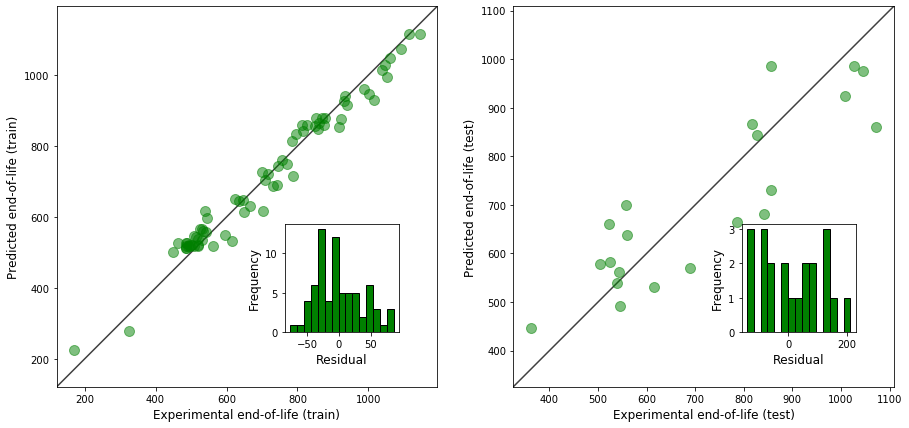 Predicted end-of-life (train)
1000
800
600
400
200
200 400 600 800 1000
Experimental end-of-life (train)
Frequency
10
5
0
−50 0 50
Residual
Predicted end-of-life (test)
1100
1000
900
800
700
600
500
400
400 500 600 700 800 900 1000 1100
Experimental end-of-life (test)
Frequency
3
2
1
0
0 200
Residual